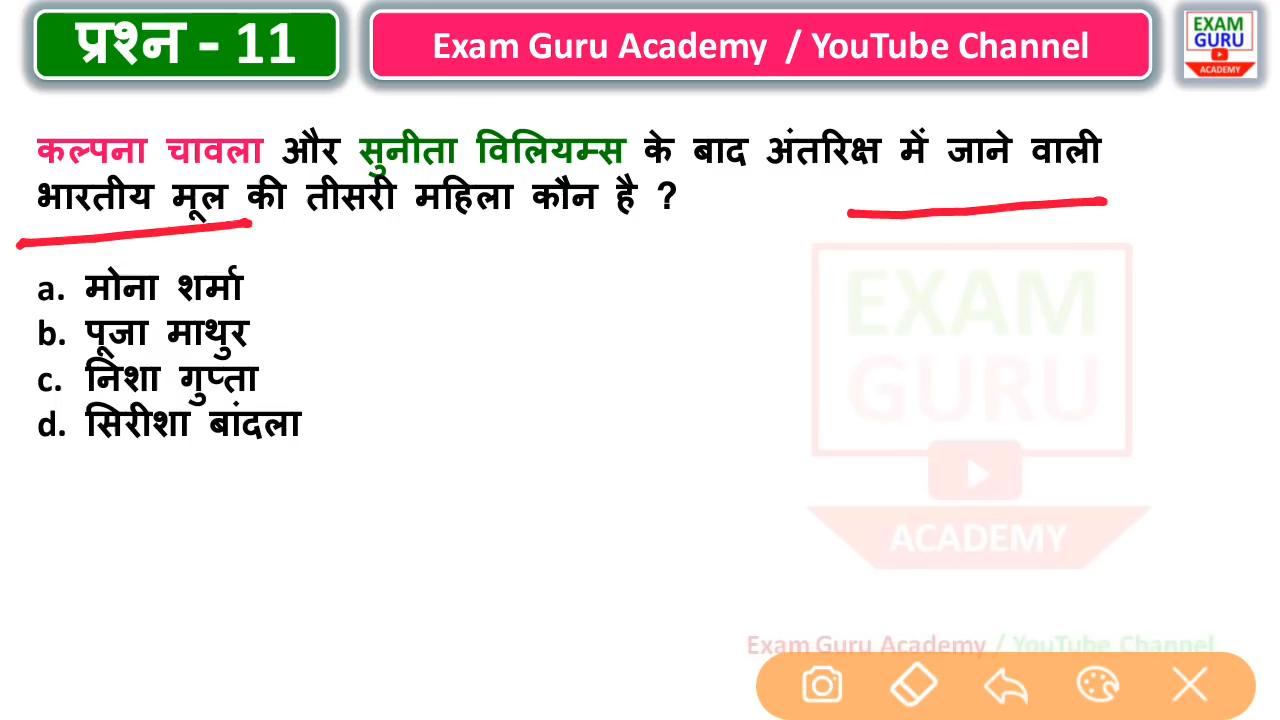 प्रश्न - 11
Exam Guru Academy / YouTube Channel
EXAM
GURU
ACADEMY
कल्पना चावला और सुनीता विलियम्स के बाद अंतरिक्ष में जाने वाली
भारतीय मूल की तीसरी महिला कौन है ?
a. मोना शर्मा
b. पूजा माथुर
c. निशा गुप्ता
d. सिरीशा बांदला
EXAM
GURU
ACADEMY
Exam Guru Academy / YouTube Channel